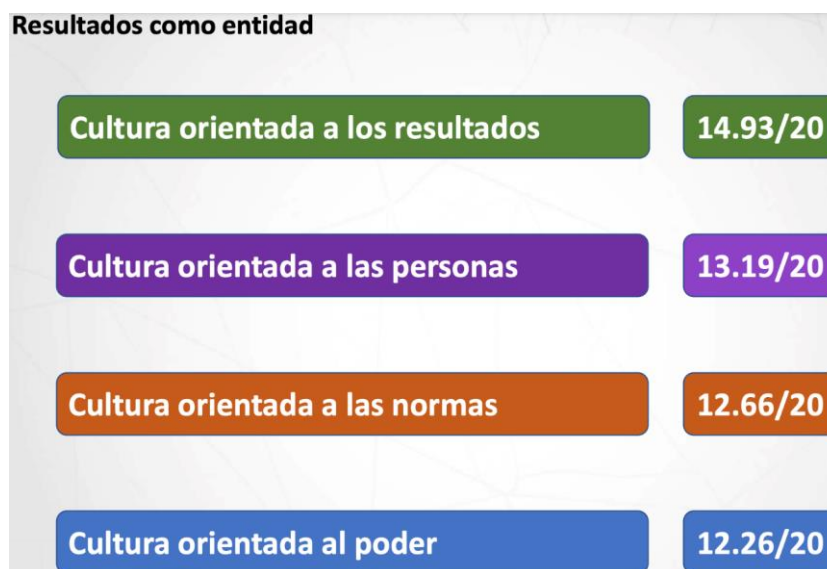 Resultados como entidad
Cultura orientada a los resultados 14.93/20
Cultura orientada a las personas 13.19/20
Cultura orientada a las normas 12.66/20
Cultura orientada al poder 12.26/20